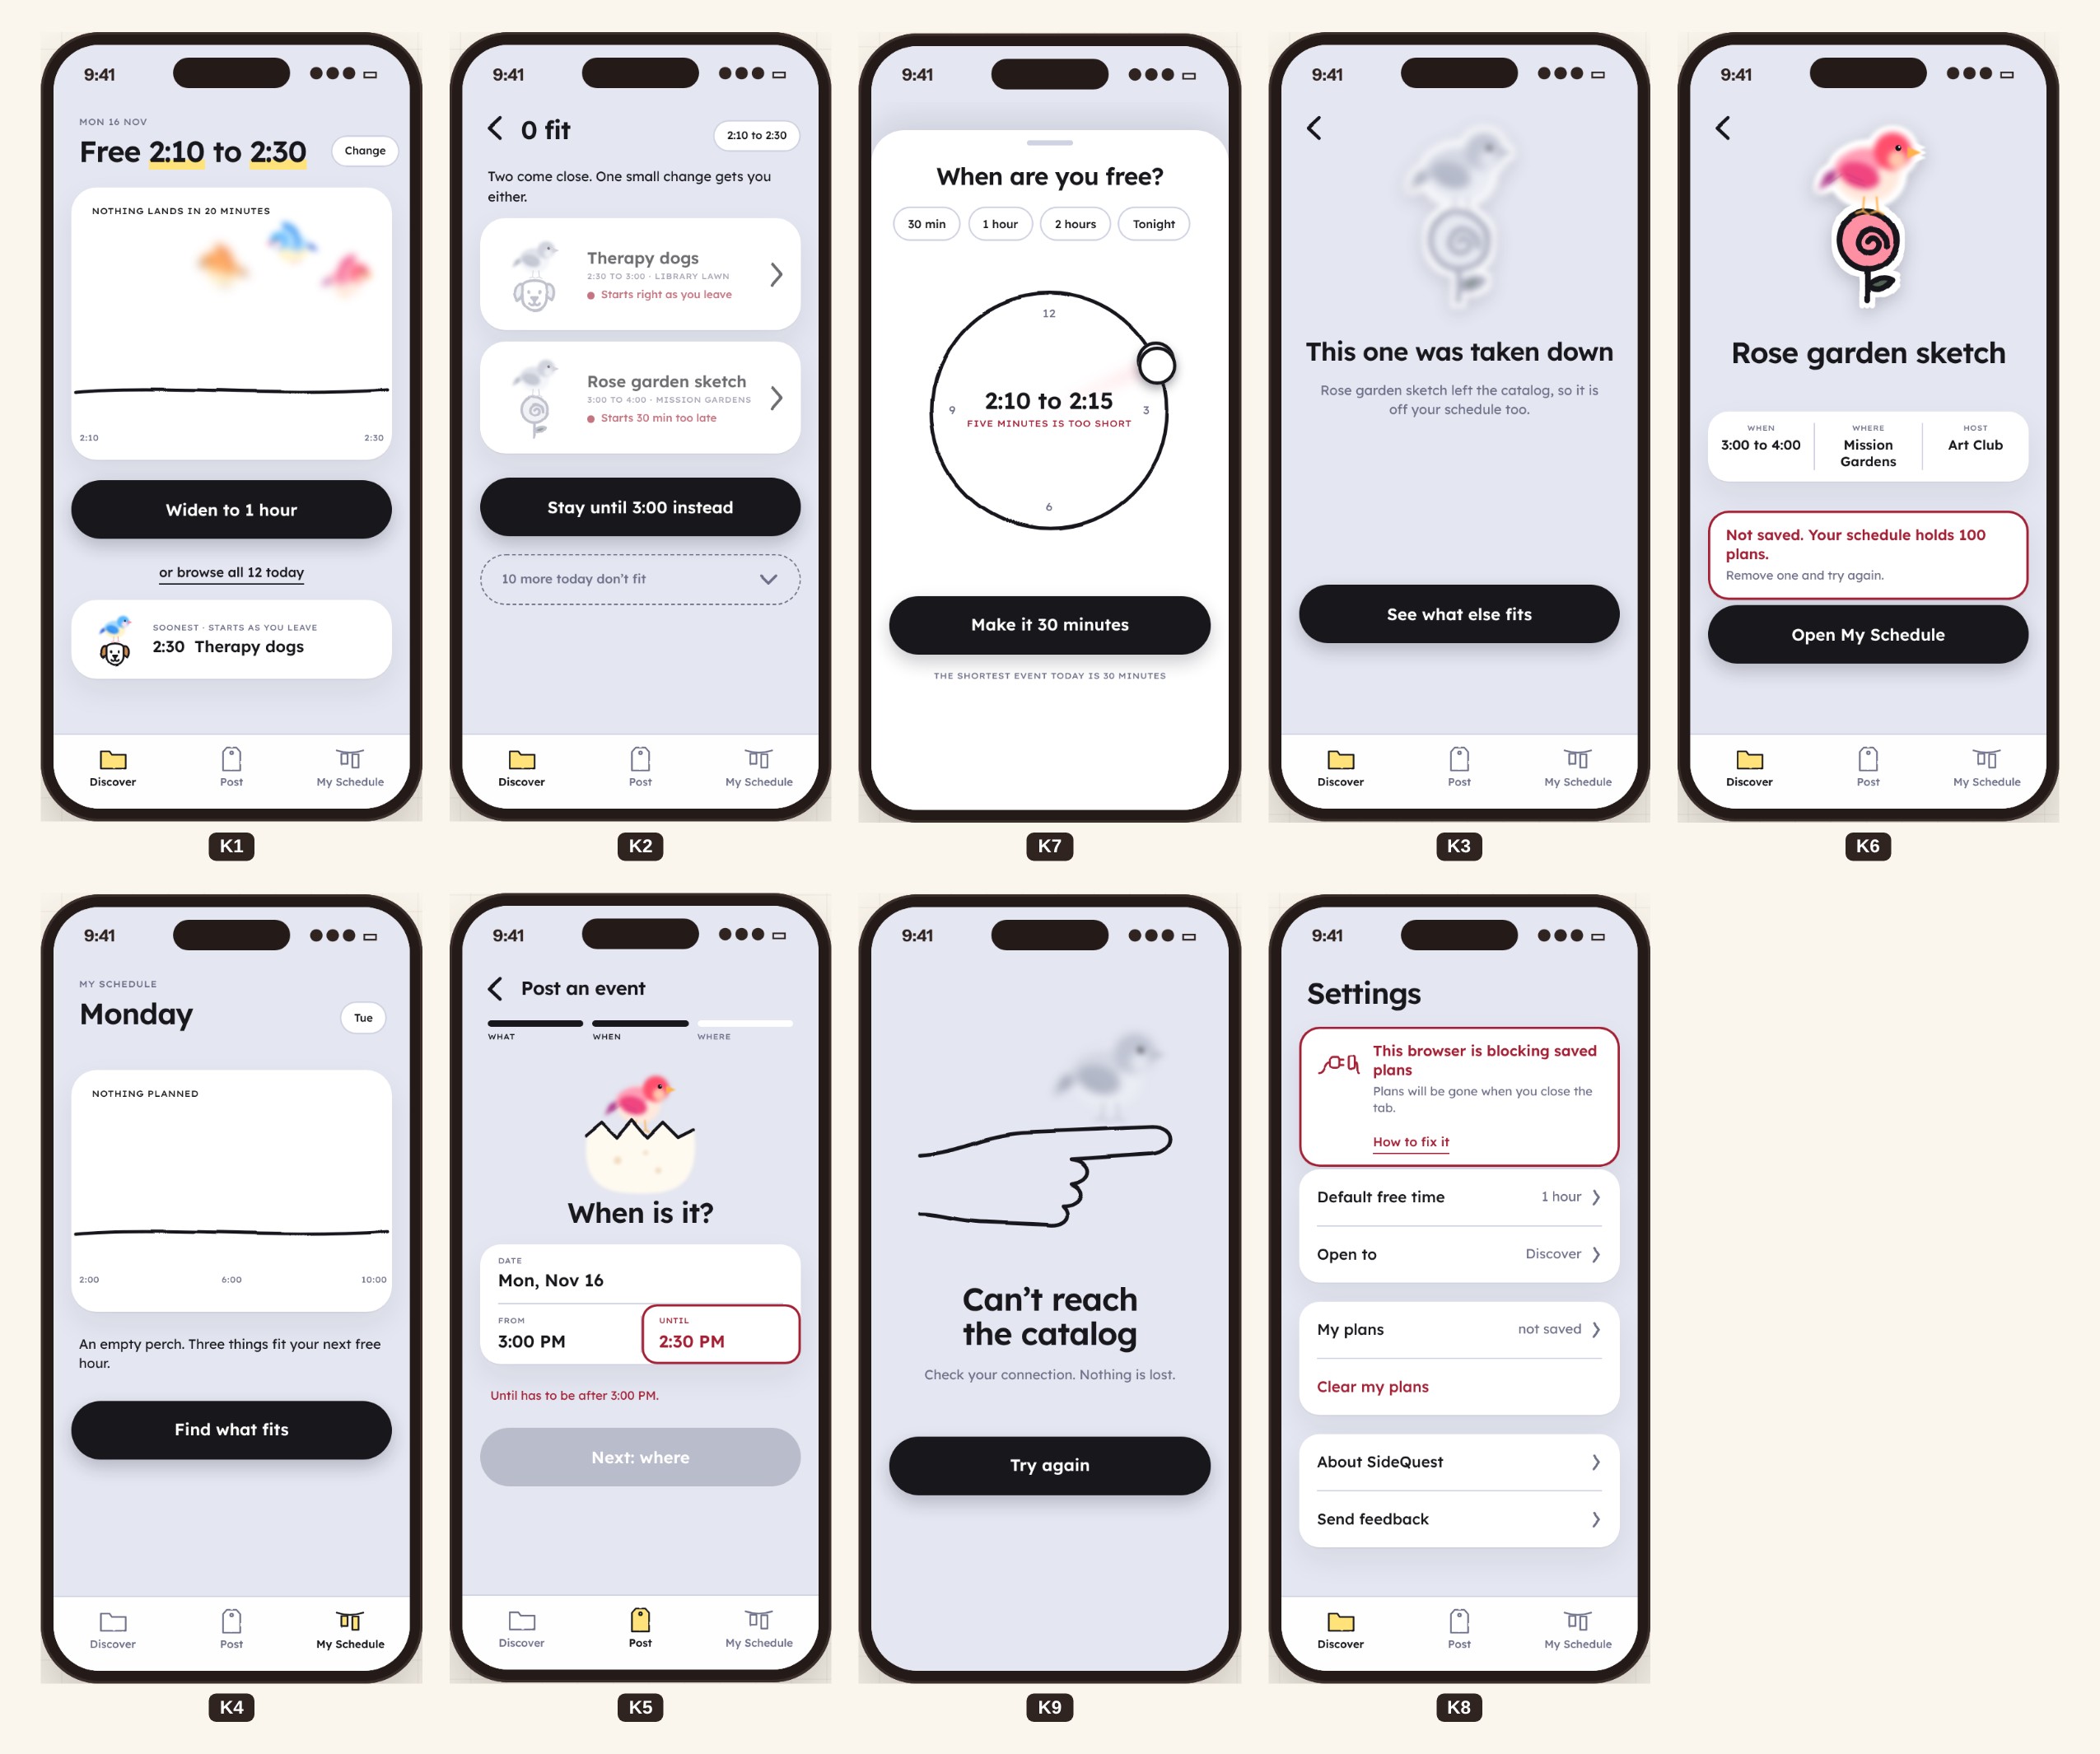 9:41
MON 16 NOV
Free 2:10 to 2:30
Change
NOTHING LANDS IN 20 MINUTES
2:10
2:30
Widen to 1 hour
or browse all 12 today
SOONEST · STARTS AS YOU LEAVE
2:30 Therapy dogs
Discover
Post
My Schedule
K1
9:41
0 fit
2:10 to 2:30
Two come close. One small change gets you
either.
Therapy dogs
2:30 TO 3:00 · LIBRARY LAWN
Starts right as you leave
Rose garden sketch
3:00 TO 4:00 · MISSION GARDENS
Starts 30 min too late
Stay until 3:00 instead
10 more today don’t fit
Discover
Post
My Schedule
K2
9:41
When are you free?
30 min
1 hour
2 hours
Tonight
12
9
2:10 to 2:15
3
FIVE MINUTES IS TOO SHORT
6
Make it 30 minutes
THE SHORTEST EVENT TODAY IS 30 MINUTES
K7
9:41
This one was taken down
Rose garden sketch left the catalog, so it is
off your schedule too.
See what else fits
Discover
Post
My Schedule
K3
9:41
Rose garden sketch
WHEN
3:00 to 4:00
WHERE
Mission
Gardens
HOST
Art Club
Not saved. Your schedule holds 100
plans.
Remove one and try again.
Open My Schedule
Discover
Post
My Schedule
K6
9:41
MY SCHEDULE
Monday
Tue
NOTHING PLANNED
2:00
6:00
10:00
An empty perch. Three things fit your next free
hour.
Find what fits
Discover
Post
My Schedule
K4
9:41
Post an event
WHAT
WHEN
WHERE
When is it?
DATE
Mon, Nov 16
FROM
3:00 PM
UNTIL
2:30 PM
Until has to be after 3:00 PM.
Next: where
Discover
Post
My Schedule
K5
9:41
Can’t reach
the catalog
Check your connection. Nothing is lost.
Try again
K9
9:41
Settings
This browser is blocking saved
plans
Plans will be gone when you close the
tab.
How to fix it
Default free time
1 hour
Open to
Discover
My plans
not saved
Clear my plans
About SideQuest
Send feedback
Discover
Post
My Schedule
K8